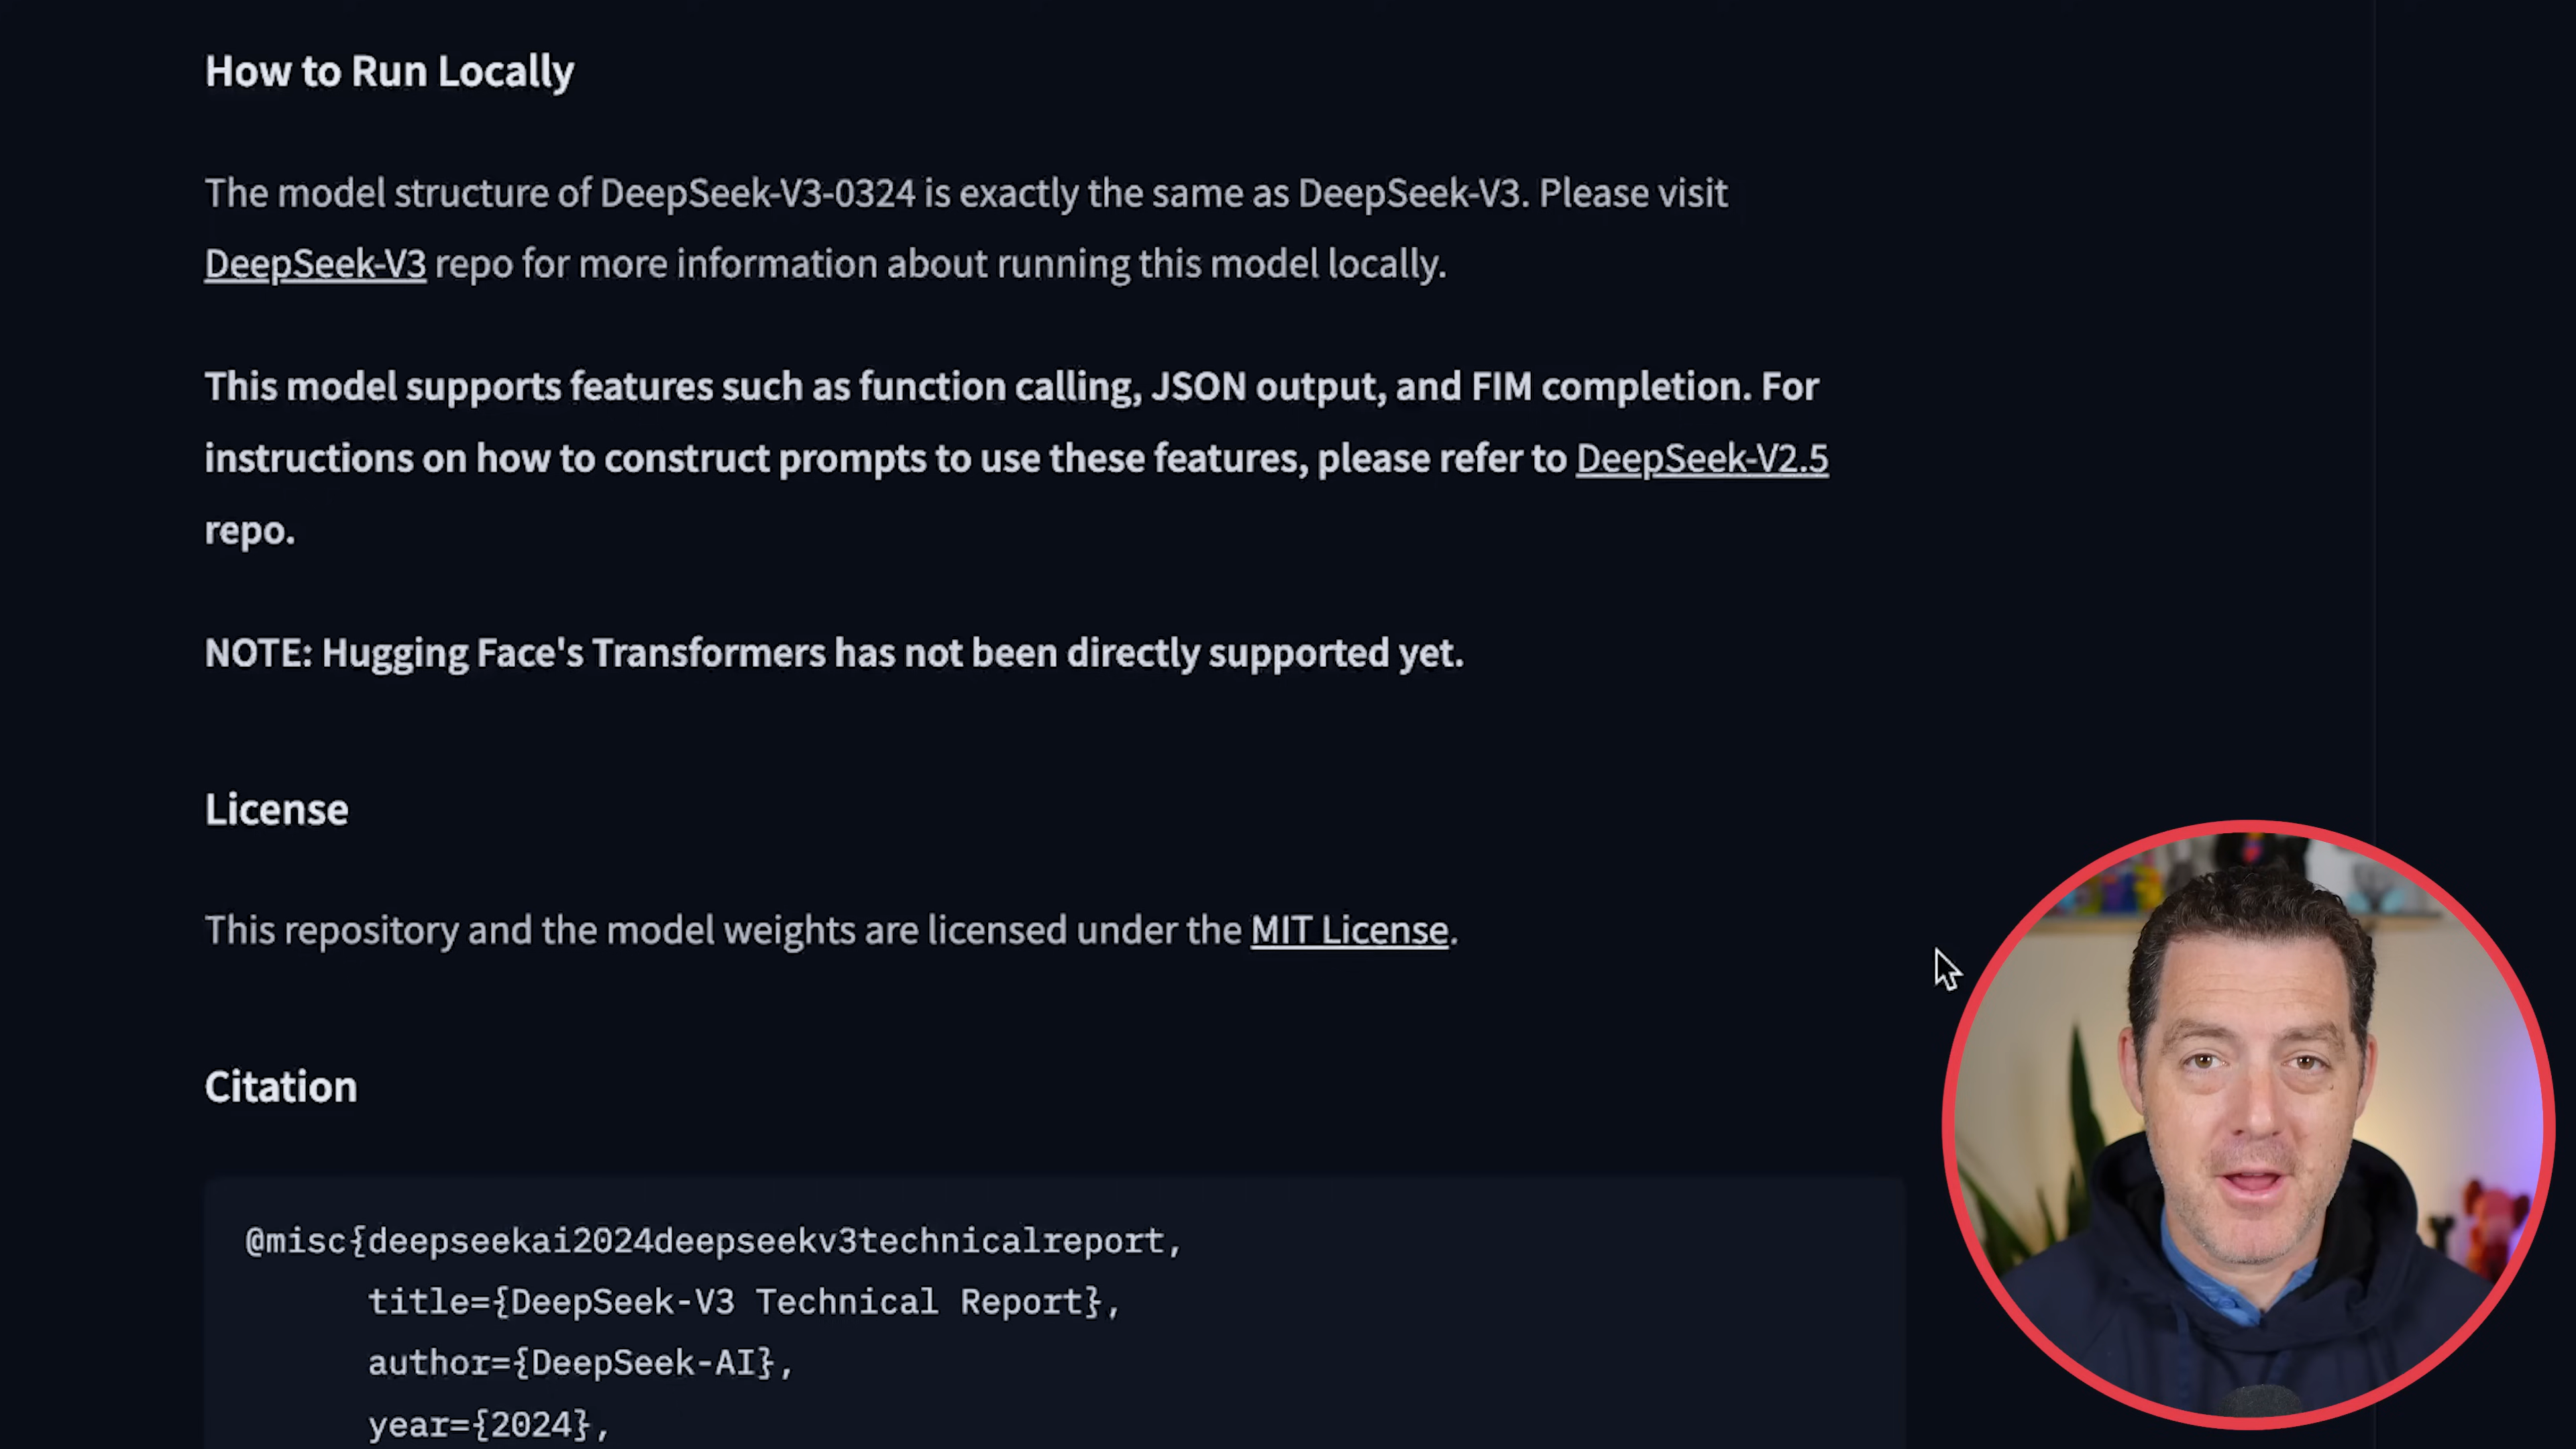 How to Run Locally
The model structure of DeepSeek-V3-0324 is exactly the same as DeepSeek-V3. Please visit
DeepSeek-V3 repo for more information about running this model locally.
This model supports features such as function calling, JSON output, and FIM completion. For
instructions on how to construct prompts to use these features, please refer to DeepSeek-V2.5
repo.
NOTE: Hugging Face's Transformers has not been directly supported yet.
License
This repository and the model weights are licensed under the MIT License.
Citation
@misc{deepseekai2024deepseekv3technicalreport,
title={DeepSeek-V3 Technical Report},
author={DeepSeek-AI},
year={2024},